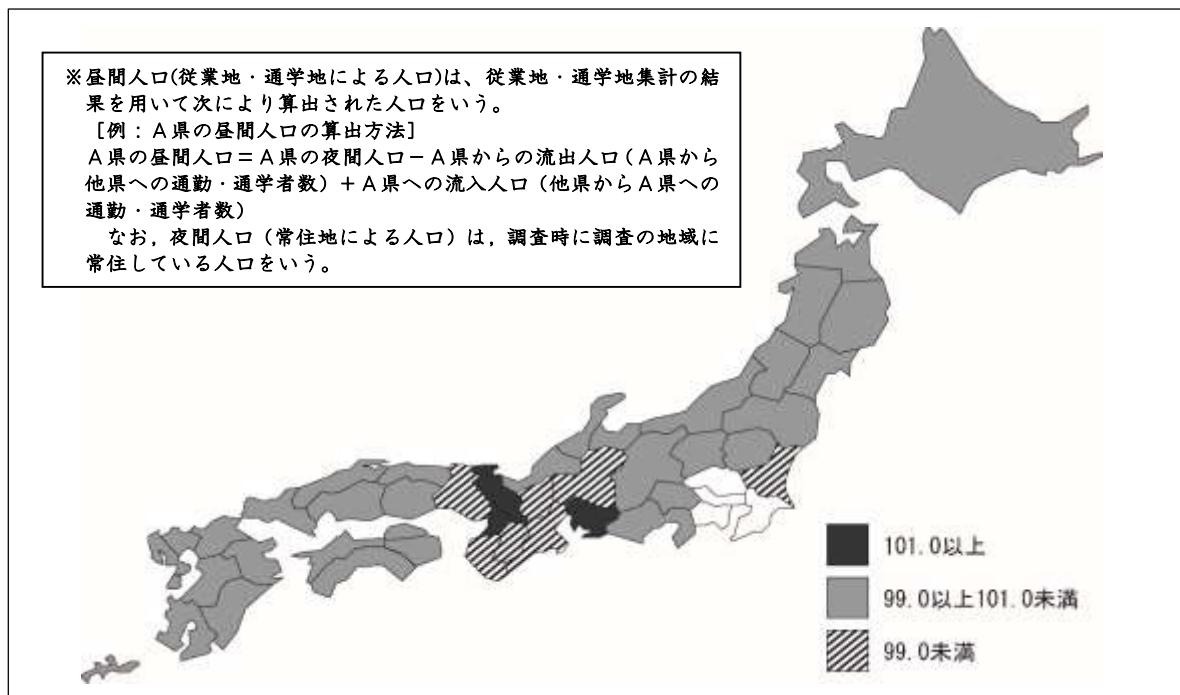 ※昼間人口(従業地・通学地による人口)は、従業地・通学地集計の結
果を用いて次により算出された人口をいう。
［例：A県の昼間人口の算出方法］
A県の昼間人口＝A県の夜間人口－A県からの流出人口（A県から
他県への通勤・通学者数）＋A県への流入人口（他県からA県への
通勤・通学者数）
なお，夜間人口（常住地による人口）は，調査時に調査の地域に
常住している人口をいう。
101.0以上
99.0以上101.0未満
99.0未満